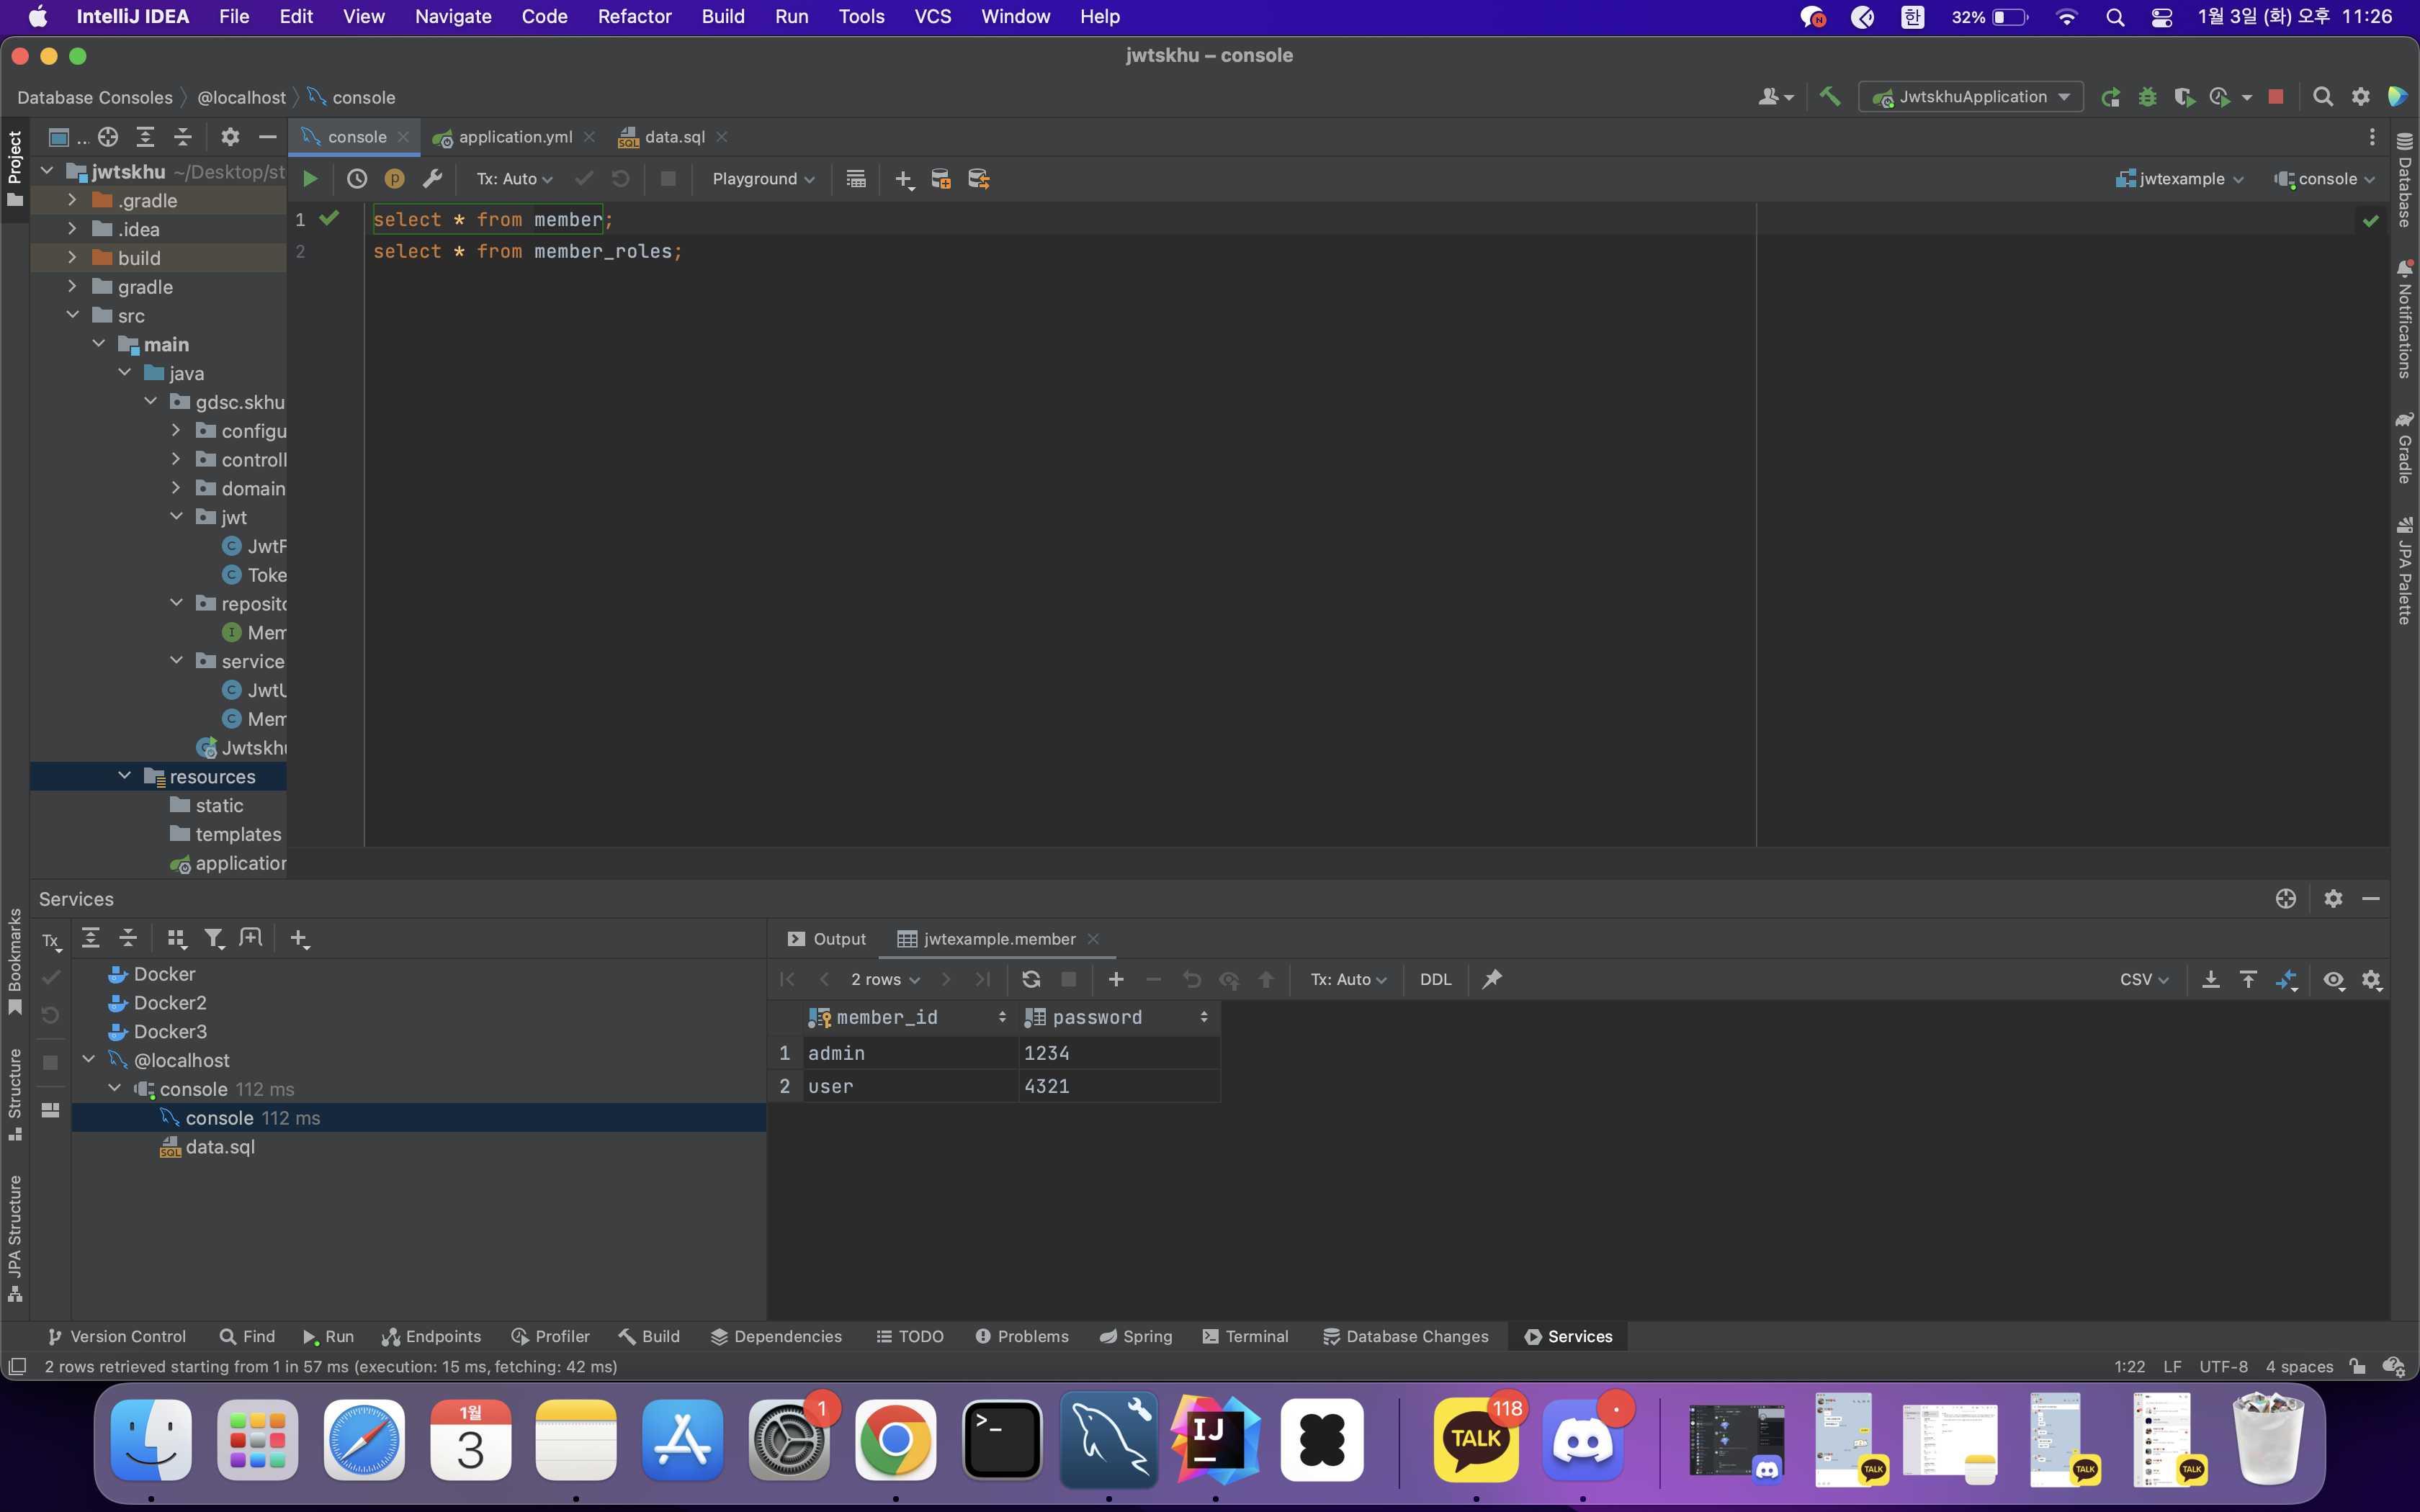 IntelliJ IDEA File Edit View Navigate Code Refactor Build Run Tools VCS Window Help 한 32% 1월 3일 (화) 오후 11:26
jwtskhu – console
Database Consoles @localhost console JwtskhuApplication
Project
...
console application.yml data.sql
jwtskhu ~/Desktop/st
Tx: Auto Playground jwtexample console
.gradle
.idea
build
gradle
src
main
java
gdsc.skhu
configu
controll
domain
jwt
JwtF
Toke
reposito
Mem
service
JwtU
Mem
Jwtskhu
resources
static
templates
application
1 select * from member;
2 select * from member_roles;
Database
Notifications
Gradle
JPA Palette
Bookmarks
Structure
JPA Structure
Services
Tx
Docker
Docker2
Docker3
@localhost
console 112 ms
console 112 ms
data.sql
Output jwtexample.member
2 rows Tx: Auto DDL CSV
member_id password
1 admin 1234
2 user 4321
Version Control Find Run Endpoints Profiler Build Dependencies TODO Problems Spring Terminal Database Changes Services
2 rows retrieved starting from 1 in 57 ms (execution: 15 ms, fetching: 42 ms) 1:22 LF UTF-8 4 spaces
1월
3
1
>_
IJ
TALK
118
TALK
TALK
TALK